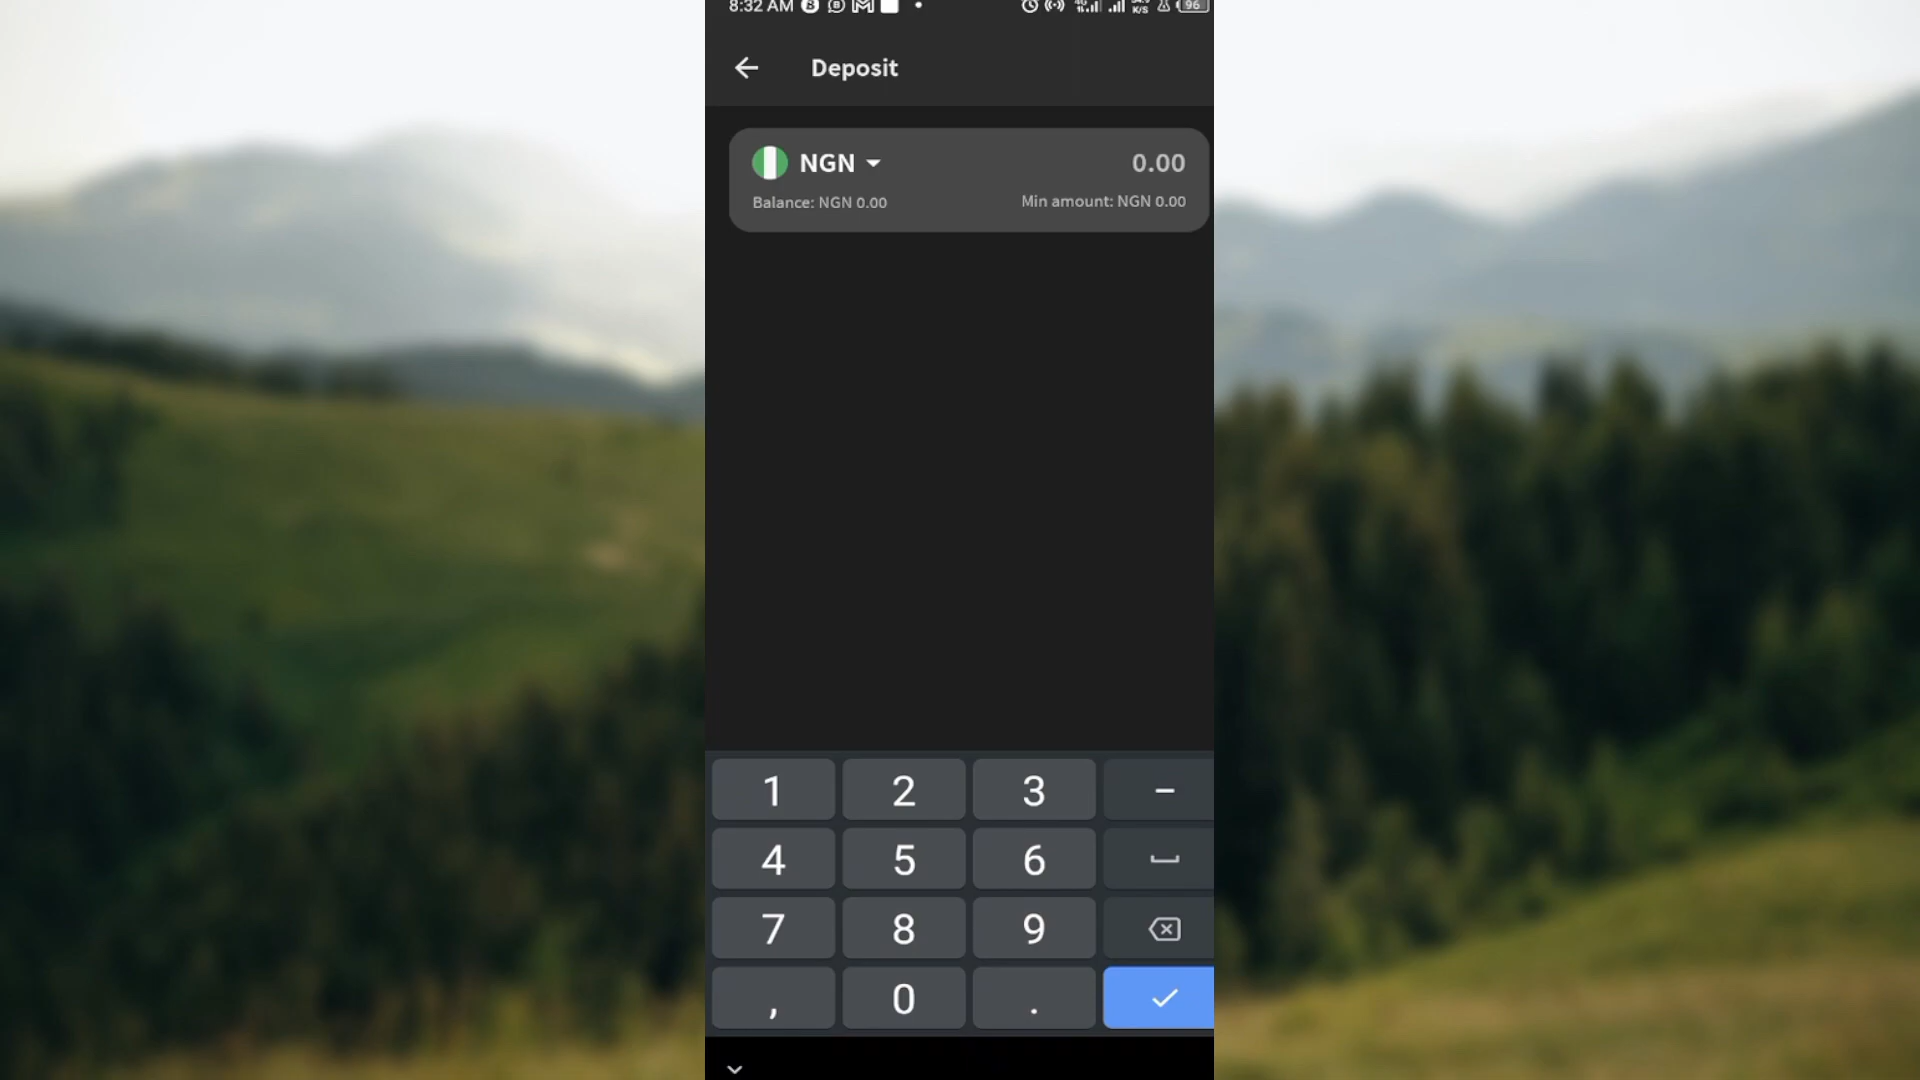 8:32 AM 96
Deposit
NGN 0.00
Balance: NGN 0.00 Min amount: NGN 0.00
1 2 3 -
4 5 6
7 8 9
, 0 .